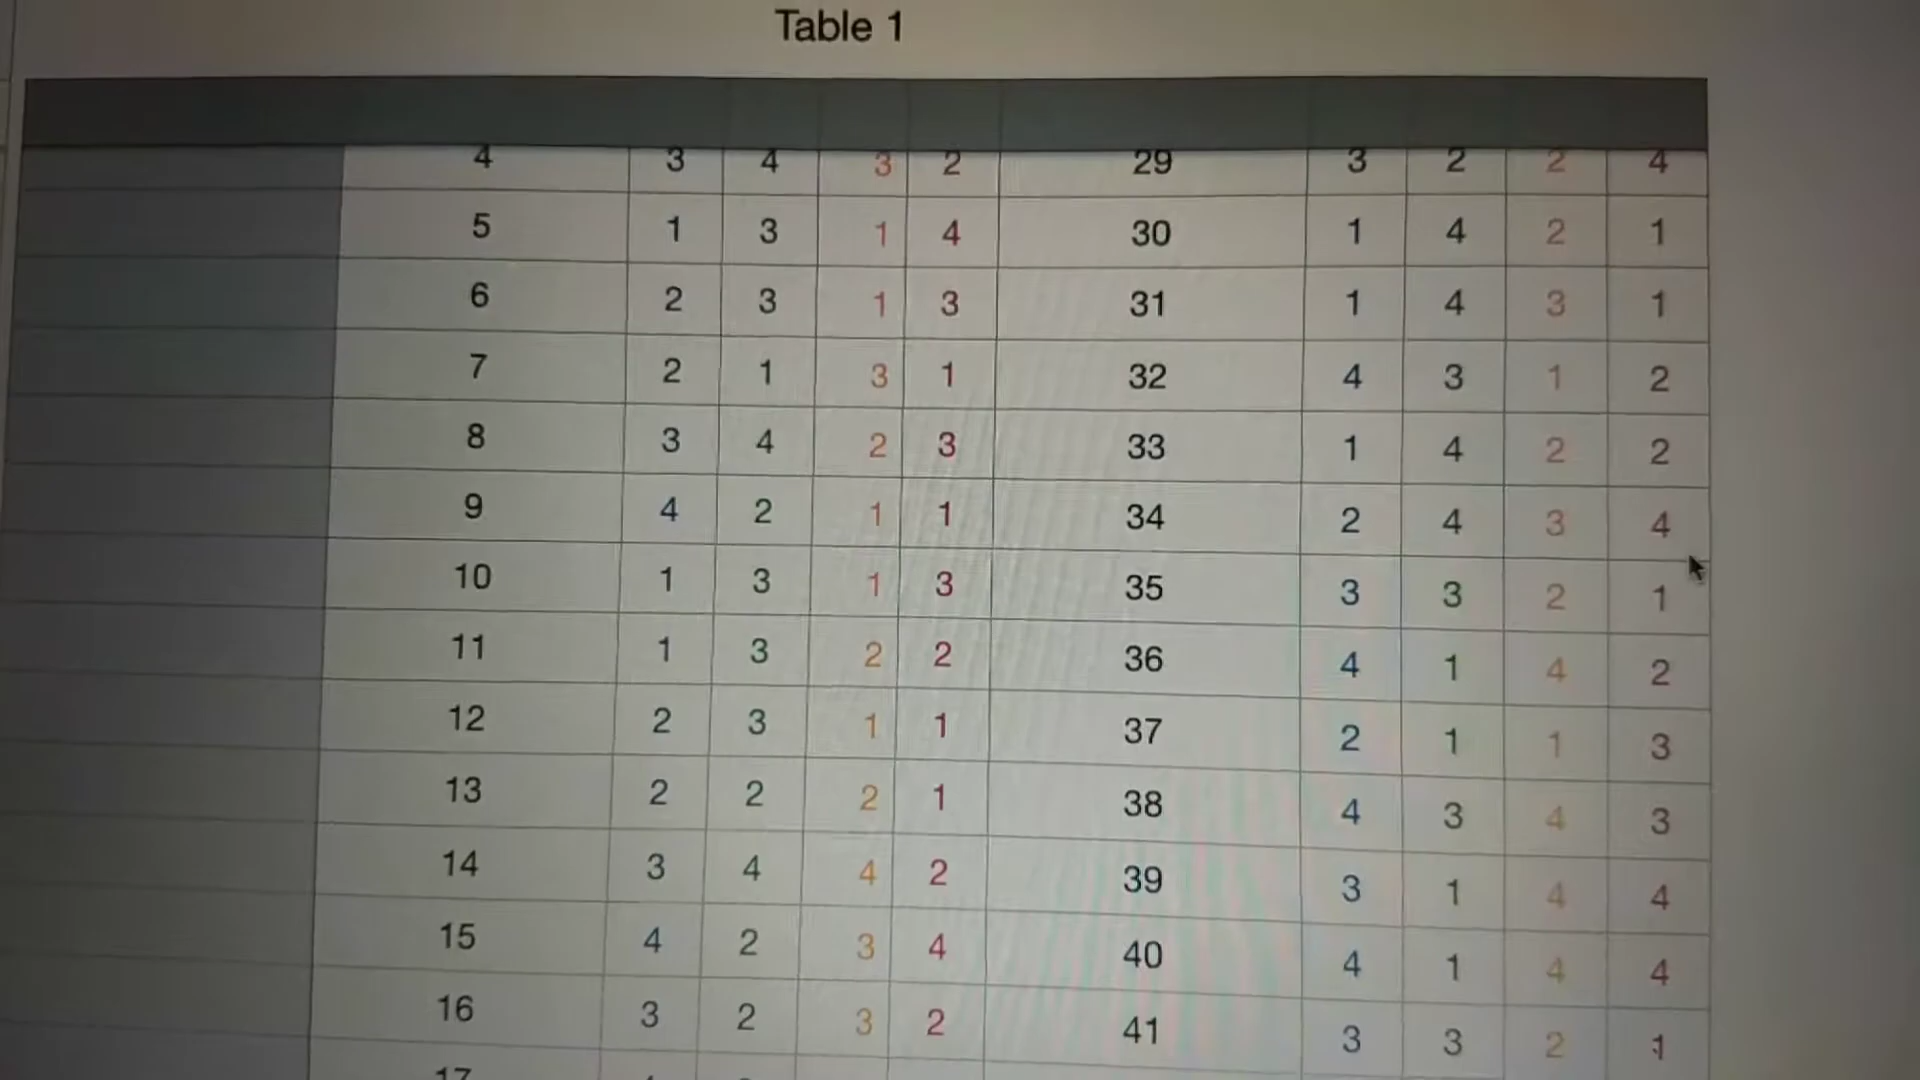 Table 1
4 3 4 3 2 29 3 2 2 4
5 1 3 1 4 30 1 4 2 1
6 2 3 1 3 31 1 4 3 1
7 2 1 3 1 32 4 3 1 2
8 3 4 2 3 33 1 4 2 2
9 4 2 1 1 34 2 4 3 4
10 1 3 1 3 35 3 3 2 1
11 1 3 2 2 36 4 1 4 2
12 2 3 1 1 37 2 1 1 3
13 2 2 2 1 38 4 3 4 3
14 3 4 4 2 39 3 1 4 4
15 4 2 3 4 40 4 1 4 4
16 3 2 3 2 41 3 3 2 1
17